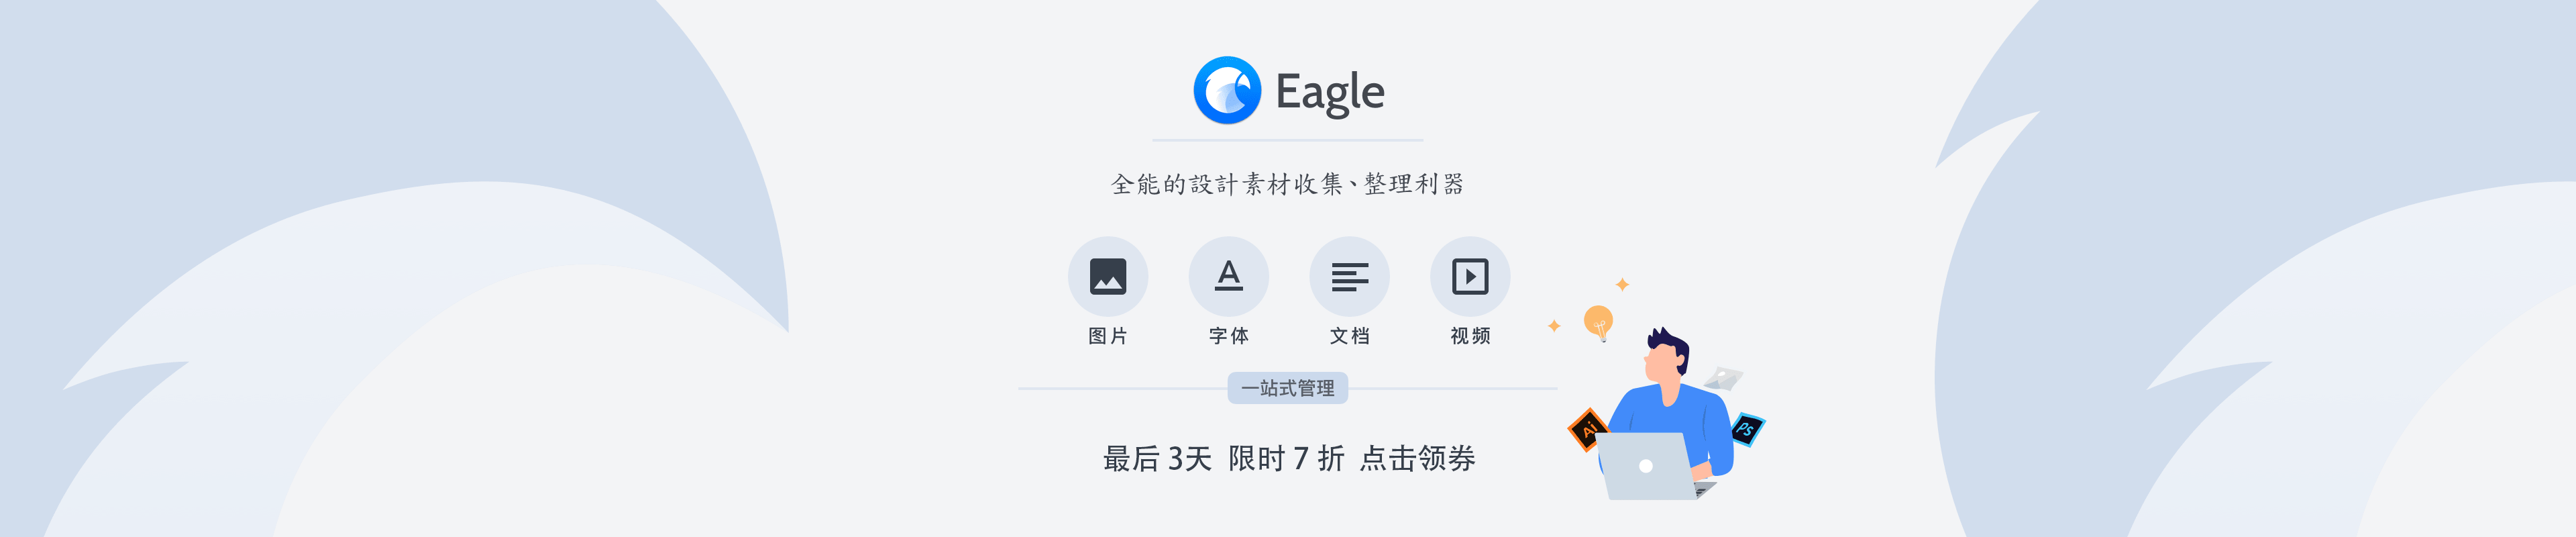 Eagle
全能的設計素材收集、整理利器
图片 字体 文档 视频
一站式管理
最后 3天 限时 7 折 点击领券
Ai
Ps